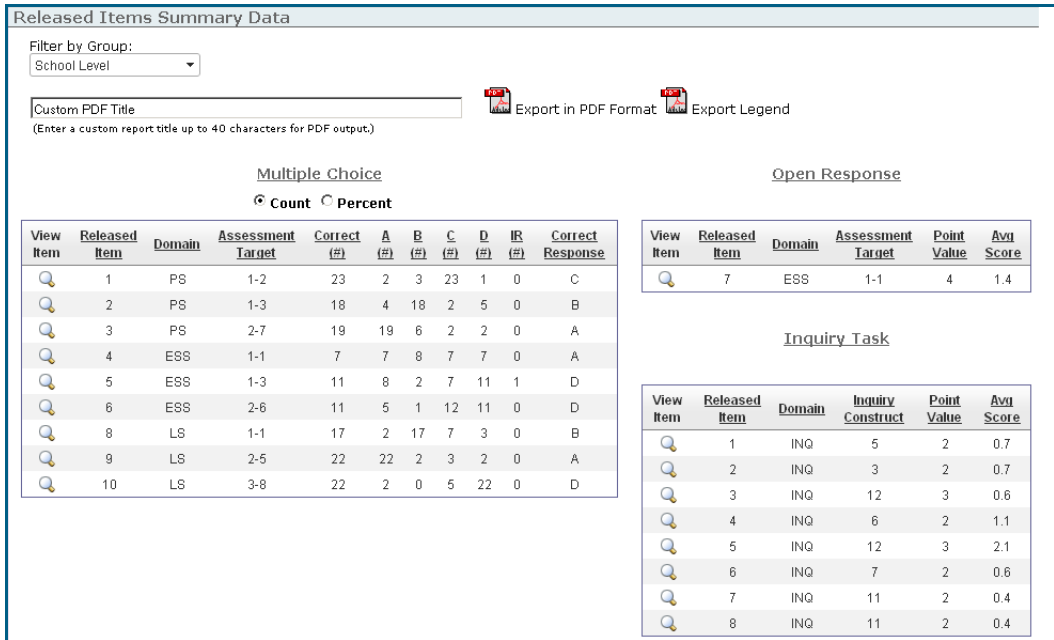 Released Items Summary Data
Filter by Group:
School Level
Custom PDF Title
Export in PDF Format Export Legend
(Enter a custom report title up to 40 characters for PDF output.)
Multiple Choice
Count Percent
View Item Released Item Domain Assessment Target Correct (#) A (#) B (#) C (#) D (#) IR (#) Correct Response
1 PS 1-2 23 2 3 23 1 0 C
2 PS 1-3 18 4 18 2 5 0 B
3 PS 2-7 19 19 6 2 2 0 A
4 ESS 1-1 7 7 8 7 7 0 A
5 ESS 1-3 11 8 2 7 11 1 D
6 ESS 2-6 11 5 1 12 11 0 D
8 LS 1-1 17 2 17 7 3 0 B
9 LS 2-5 22 22 2 3 2 0 A
10 LS 3-8 22 2 0 5 22 0 D
Open Response
View Item Released Item Domain Assessment Target Point Value Avg Score
7 ESS 1-1 4 1.4
Inquiry Task
View Item Released Item Domain Inquiry Construct Point Value Avg Score
1 INQ 5 2 0.7
2 INQ 3 2 0.7
3 INQ 12 3 0.6
4 INQ 6 2 1.1
5 INQ 12 3 2.1
6 INQ 7 2 0.6
7 INQ 11 2 0.4
8 INQ 11 2 0.4